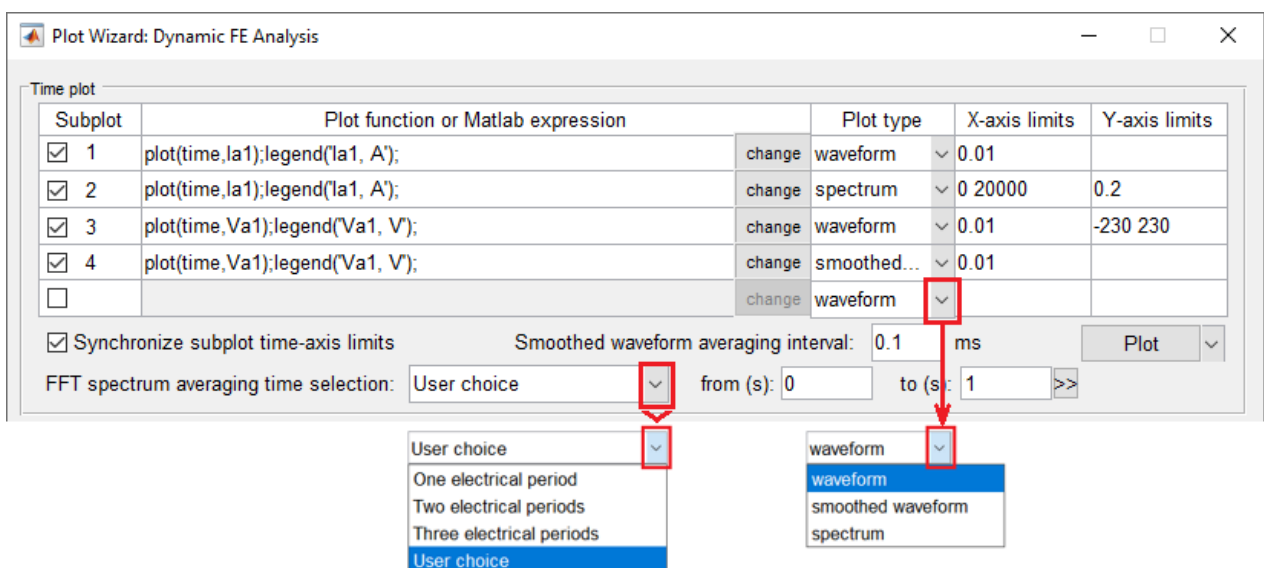 Plot Wizard: Dynamic FE Analysis
Time plot
Subplot Plot function or Matlab expression Plot type X-axis limits Y-axis limits
1 plot(time,Ia1);legend('Ia1, A'); change waveform 0.01
2 plot(time,Ia1);legend('Ia1, A'); change spectrum 0 20000 0.2
3 plot(time,Va1);legend('Va1, V'); change waveform 0.01 -230 230
4 plot(time,Va1);legend('Va1, V'); change smoothed... 0.01
change waveform
Synchronize subplot time-axis limits Smoothed waveform averaging interval: 0.1 ms Plot
FFT spectrum averaging time selection: User choice from (s): 0 to (s): 1 >>
User choice waveform
One electrical period waveform
Two electrical periods smoothed waveform
Three electrical periods spectrum
User choice